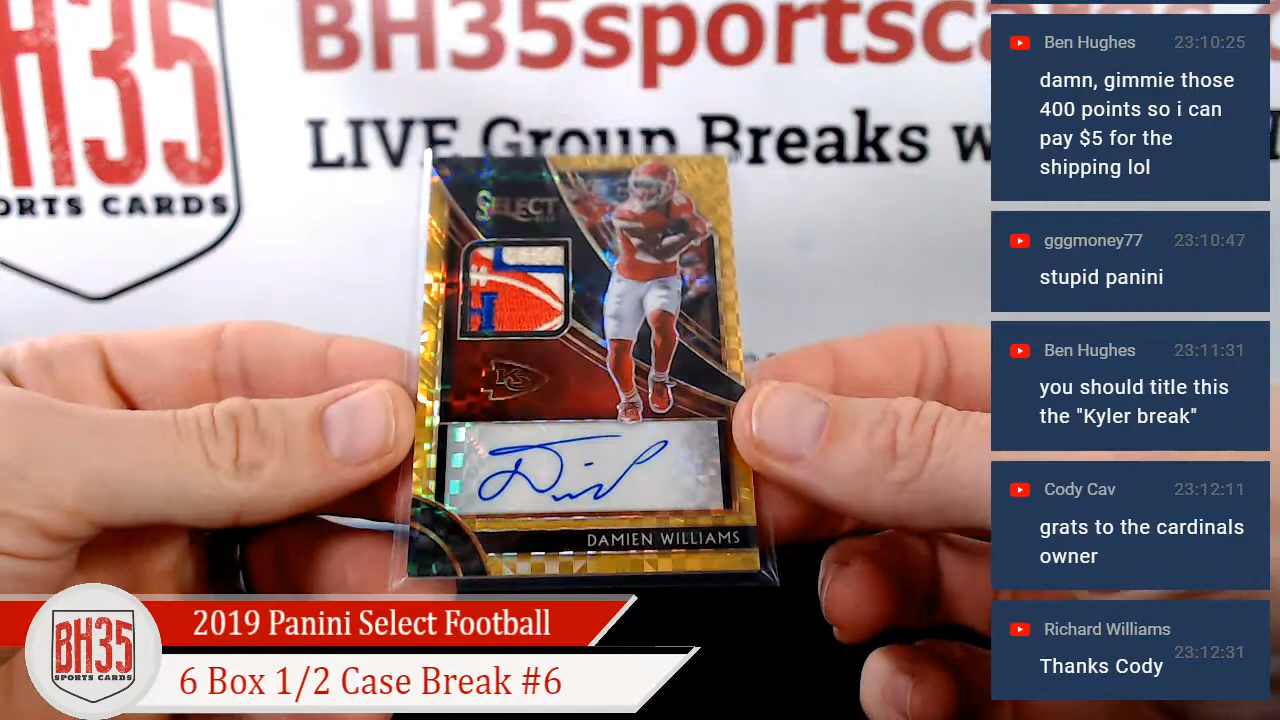 BH35
ORTS CARDS
BH35sportscards
LIVE Group Breaks w
SELECT
KC
DAMIEN WILLIAMS
2019 Panini Select Football
6 Box 1/2 Case Break #6
BH35
SPORTS CARDS
Ben Hughes 23:10:25
damn, gimmie those
400 points so i can
pay $5 for the
shipping lol
gggmoney77 23:10:47
stupid panini
Ben Hughes 23:11:31
you should title this
the "Kyler break"
Cody Cav 23:12:11
grats to the cardinals
owner
Richard Williams
23:12:31
Thanks Cody